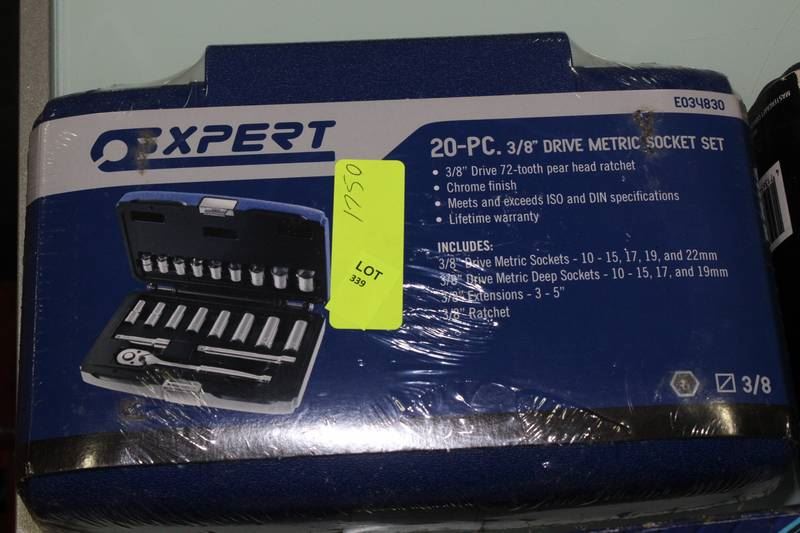 E034830
EXPERT
20-PC. 3/8" DRIVE METRIC SOCKET SET
• 3/8" Drive 72-tooth pear head ratchet
• Chrome finish
• Meets and exceeds ISO and DIN specifications
• Lifetime warranty
INCLUDES:
3/8" Drive Metric Sockets - 10 - 15, 17, 19, and 22mm
3/8" Drive Metric Deep Sockets - 10 - 15, 17, and 19mm
3/8" Extensions - 3 - 5"
3/8" Ratchet
3/8
1750
LOT
339